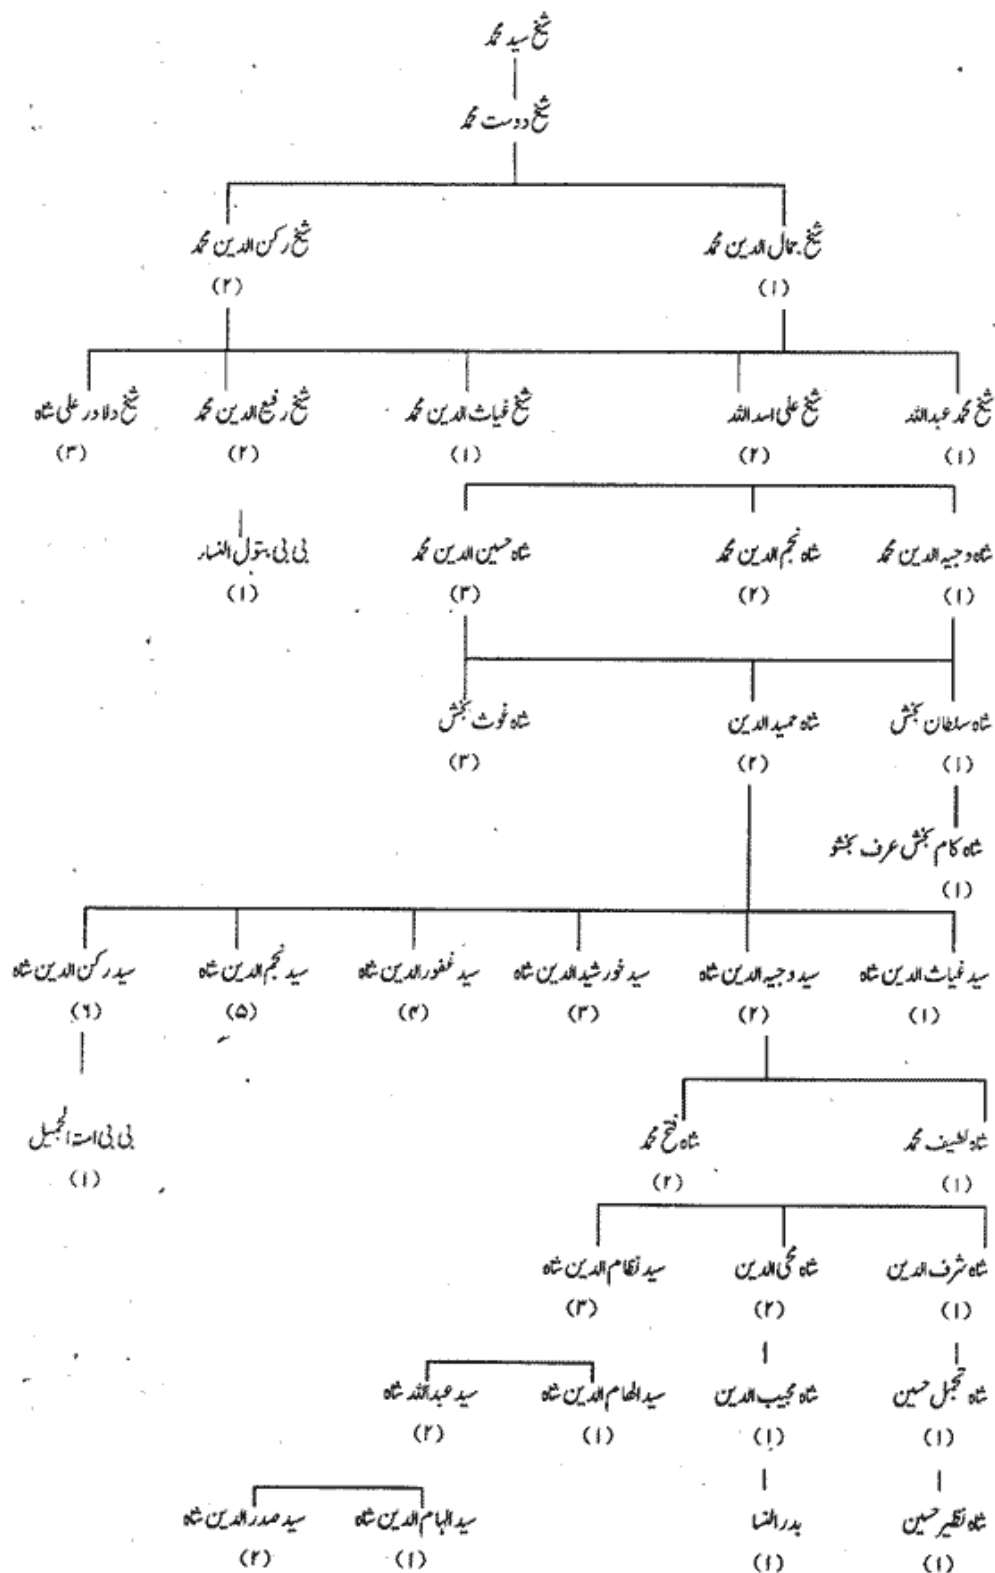 شیخ سید محمد
شیخ دوست محمد
شیخ جمال الدین محمد شیخ رکن الدین محمد
(۱) (۲)
شیخ محمد عبداللہ شیخ علی اسد اللہ شیخ غیاث الدین محمد شیخ رفیع الدین محمد شیخ دلاور علی شاہ
(۱) (۲) (۱) (۲) (۳)
شاہ وجیہ الدین محمد شاہ نجم الدین محمد شاہ حسین الدین محمد بی بی بتول النسار
(۱) (۲) (۳) (۱)
شاہ سلطان بخش شاہ حمید الدین شاہ غوث بخش
(۱) (۲) (۳)
شاہ کام بخش عرف بخشو
(۱)
سید غیاث الدین شاہ سید وجیہ الدین شاہ سید خورشید الدین شاہ سید غفور الدین شاہ سید نجم الدین شاہ سید رکن الدین شاہ
(۱) (۲) (۳) (۴) (۵) (۶)
شاہ لطیف محمد شاہ فتح محمد بی بی امتہ الجمیل
(۱) (۲) (۱)
شاہ شرف الدین شاہ محی الدین سید نظام الدین شاہ
(۱) (۲) (۳)
شاہ تجمل حسین شاہ مجیب الدین سید الھام الدین شاہ سید عبداللہ شاہ
(۱) (۱) (۱) (۲)
شاہ نظیر حسین بدر النسا سید الہام الدین شاہ سید صدر الدین شاہ
(۱) (۱) (۱) (۲)